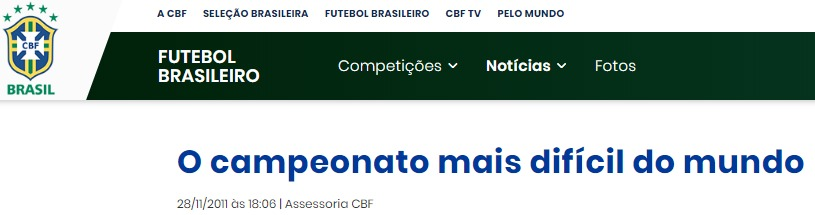 A CBF SELEÇÃO BRASILEIRA FUTEBOL BRASILEIRO CBF TV PELO MUNDO
CBF
BRASIL
FUTEBOL
BRASILEIRO
Competições Notícias Fotos
O campeonato mais difícil do mundo
28/11/2011 às 18:06 | Assessoria CBF